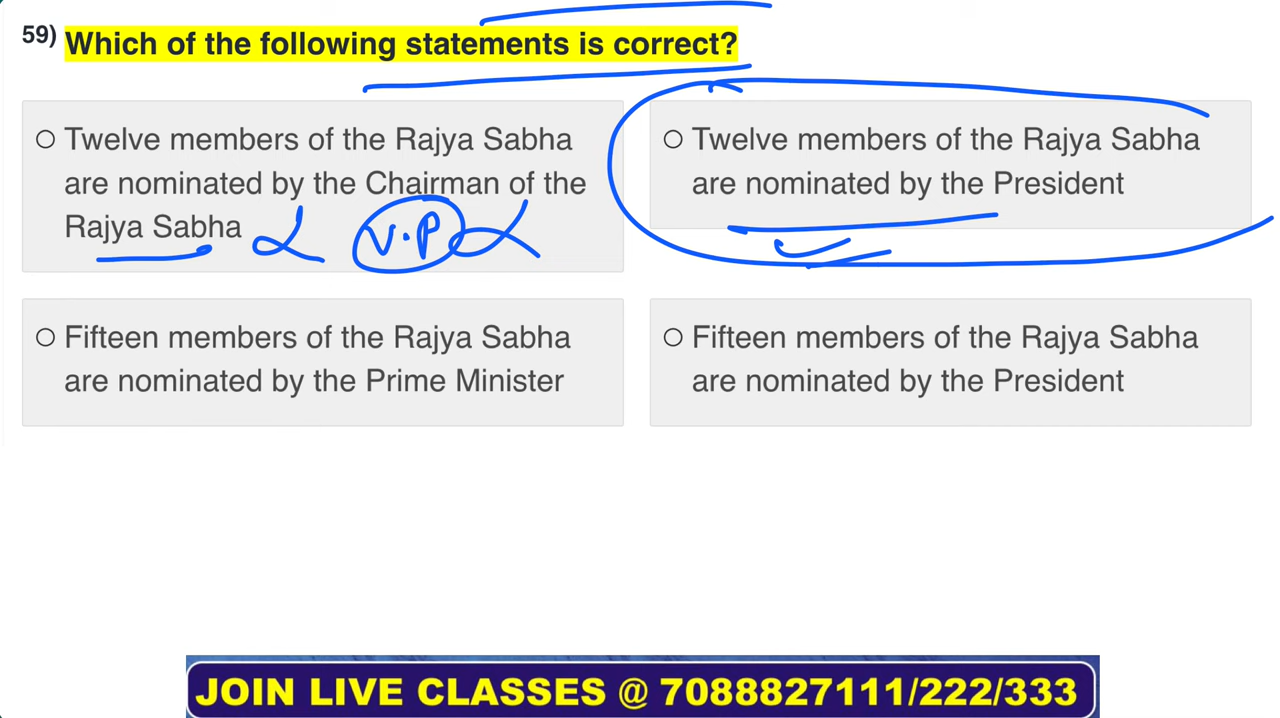 59) Which of the following statements is correct?
Twelve members of the Rajya Sabha
are nominated by the Chairman of the
Rajya Sabha
V.P
Twelve members of the Rajya Sabha
are nominated by the President
Fifteen members of the Rajya Sabha
are nominated by the Prime Minister
Fifteen members of the Rajya Sabha
are nominated by the President
JOIN LIVE CLASSES @ 7088827111/222/333